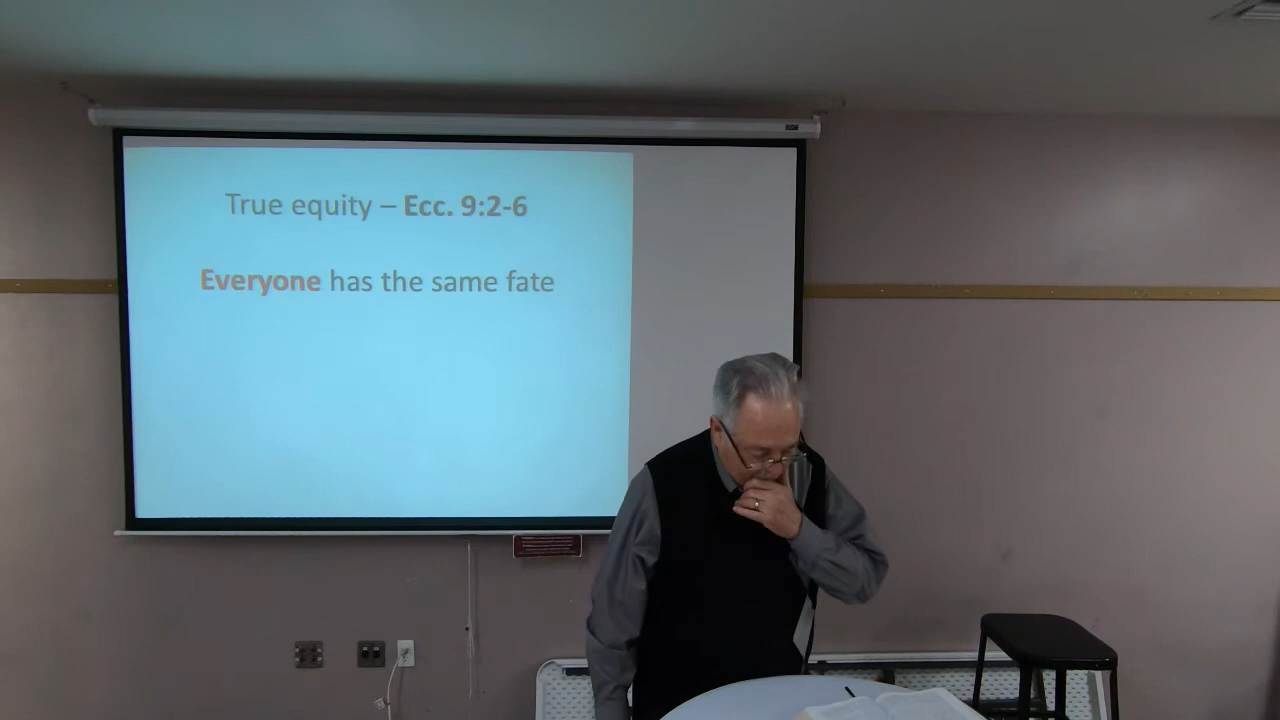 True equity – Ecc. 9:2-6
Everyone has the same fate